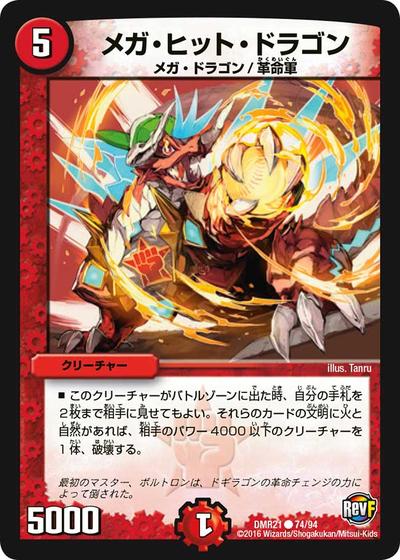 5
メガ・ヒット・ドラゴン
かくめいぐん
メガ・ドラゴン / 革命軍
illus. Tanru
クリーチャー
■ このクリーチャーがバトルゾーンに出た時、自分の手札を
2枚まで相手に見せてもよい。それらのカードの文明に火と
自然があれば、相手のパワー4000以下のクリーチャーを
1体、破壊する。
最初のマスター、ボルトロンは、ドギラゴンの革命チェンジの力に
よって倒された。
5000
1
DMR21 ● 74/94
©2016 Wizards/Shogakukan/Mitsui-Kids
RevF